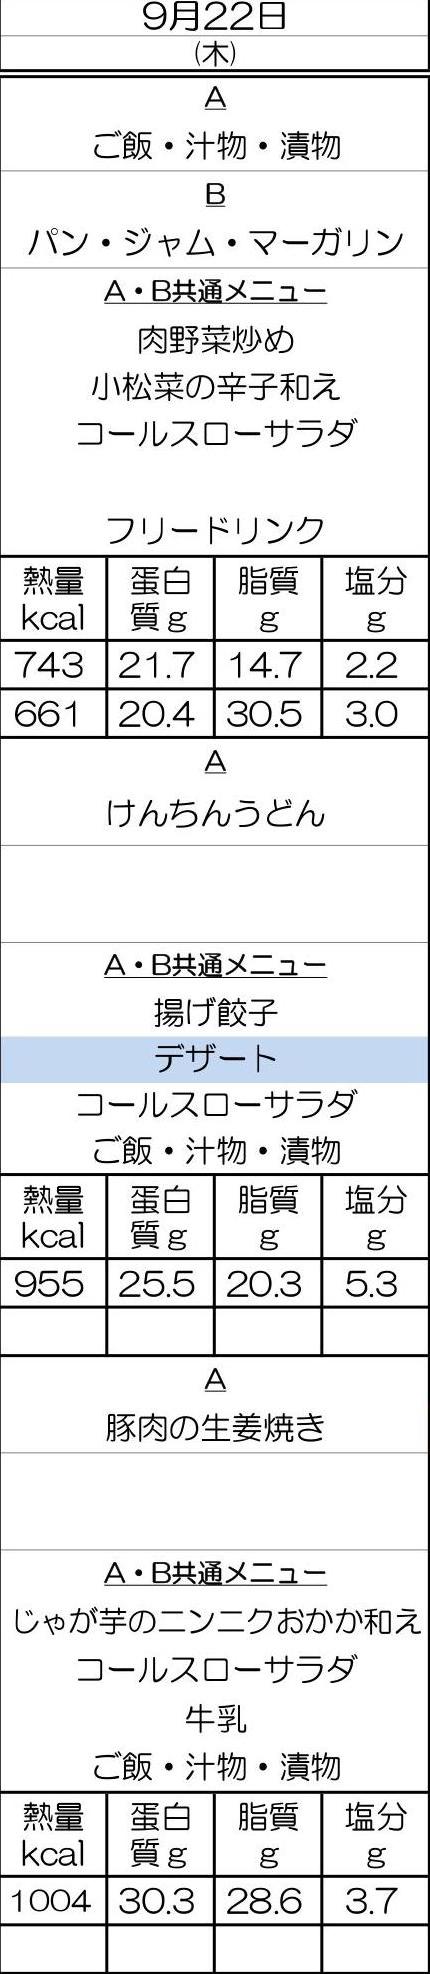 9月22日
(木)
A
ご飯・汁物・漬物
B
パン・ジャム・マーガリン
A・B共通メニュー
肉野菜炒め
小松菜の辛子和え
コールスローサラダ
フリードリンク
熱量 蛋白 脂質 塩分
kcal 質g g g
743 21.7 14.7 2.2
661 20.4 30.5 3.0
A
けんちんうどん
A・B共通メニュー
揚げ餃子
デザート
コールスローサラダ
ご飯・汁物・漬物
熱量 蛋白 脂質 塩分
kcal 質g g g
955 25.5 20.3 5.3
A
豚肉の生姜焼き
A・B共通メニュー
じゃが芋のニンニクおかか和え
コールスローサラダ
牛乳
ご飯・汁物・漬物
熱量 蛋白 脂質 塩分
kcal 質g g g
1004 30.3 28.6 3.7